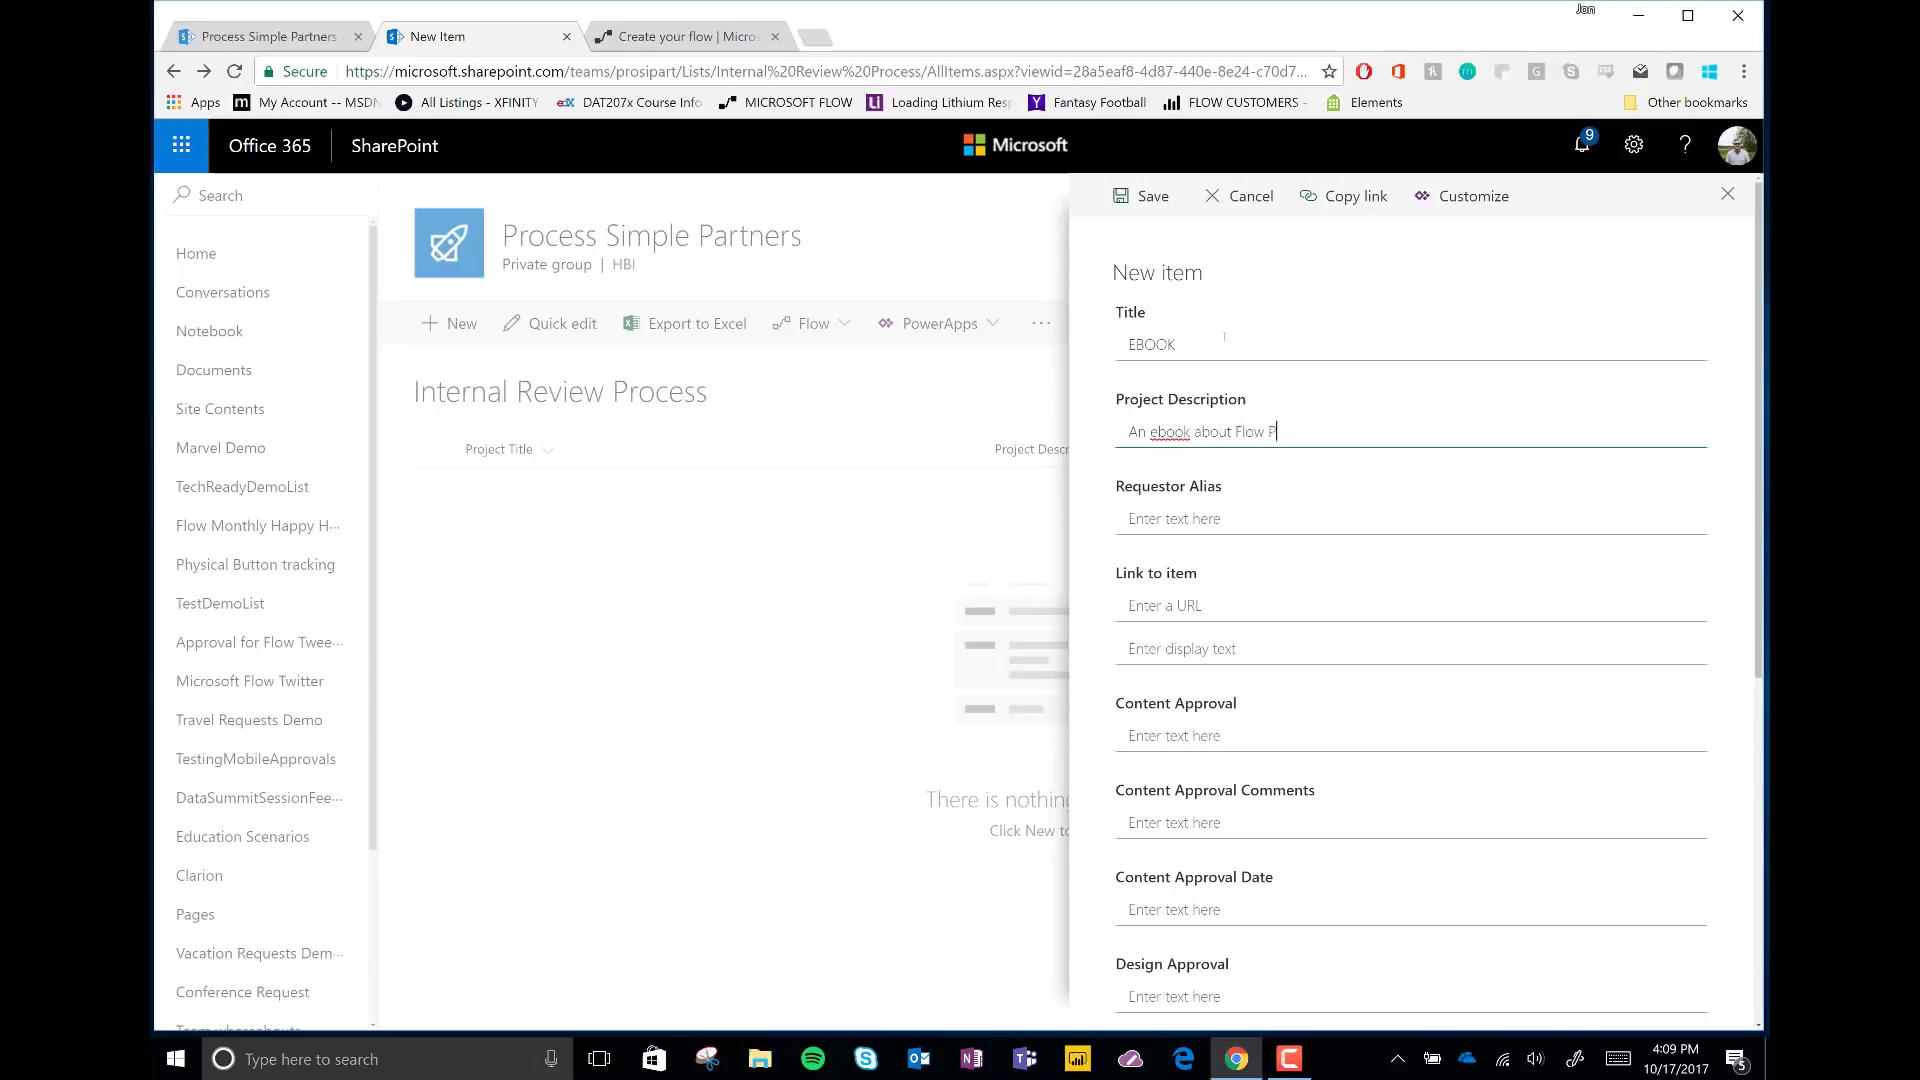 Jon
Process Simple Partners
New Item
Create your flow | Micros
Secure
https://microsoft.sharepoint.com/teams/prosipart/Lists/Internal%20Review%20Process/AllItems.aspx?viewid=28a5eaf8-4d87-440e-8e24-c70d7...
Apps
My Account -- MSDN
All Listings - XFINITY
DAT207x Course Info
MICROSOFT FLOW
Loading Lithium Resp
Fantasy Football
FLOW CUSTOMERS -
Elements
Other bookmarks
Office 365
SharePoint
Microsoft
9
Search
Home
Conversations
Notebook
Documents
Site Contents
Marvel Demo
TechReadyDemoList
Flow Monthly Happy H...
Physical Button tracking
TestDemoList
Approval for Flow Twee...
Microsoft Flow Twitter
Travel Requests Demo
TestingMobileApprovals
DataSummitSessionFee...
Education Scenarios
Clarion
Pages
Vacation Requests Dem...
Conference Request
Process Simple Partners
Private group | HBI
New
Quick edit
Export to Excel
Flow
PowerApps
Internal Review Process
Project Title
Project Descr
There is nothing
Click New to
Save
Cancel
Copy link
Customize
New item
Title
EBOOK
Project Description
An ebook about Flow P
Requestor Alias
Enter text here
Link to item
Enter a URL
Enter display text
Content Approval
Enter text here
Content Approval Comments
Enter text here
Content Approval Date
Enter text here
Design Approval
Enter text here
Type here to search
4:09 PM
10/17/2017
5